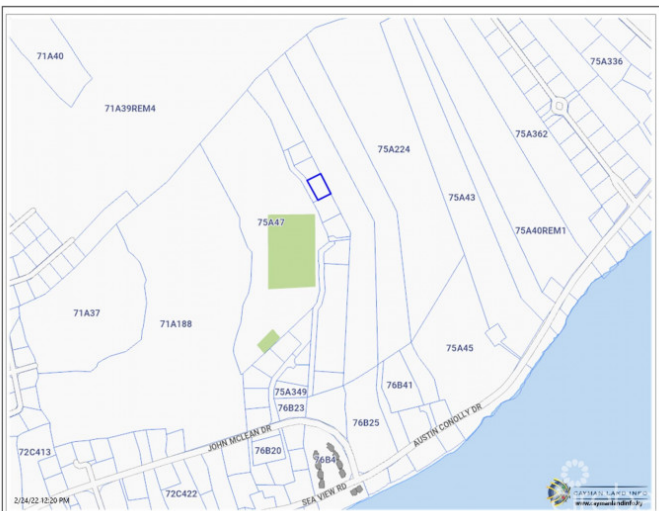 71A40
75A336
71A39REM4
75A362
75A224
75A43
75A47
75A40REM1
71A37
71A188
75A45
76B41
75A349
76B23
76B25
AUSTIN CONOLLY DR
JOHN MCLEAN DR
72C413
76B20
76B4
72C422
SEA VIEW RD
2/24/22 12:20 PM
CAYMAN LAND INFO